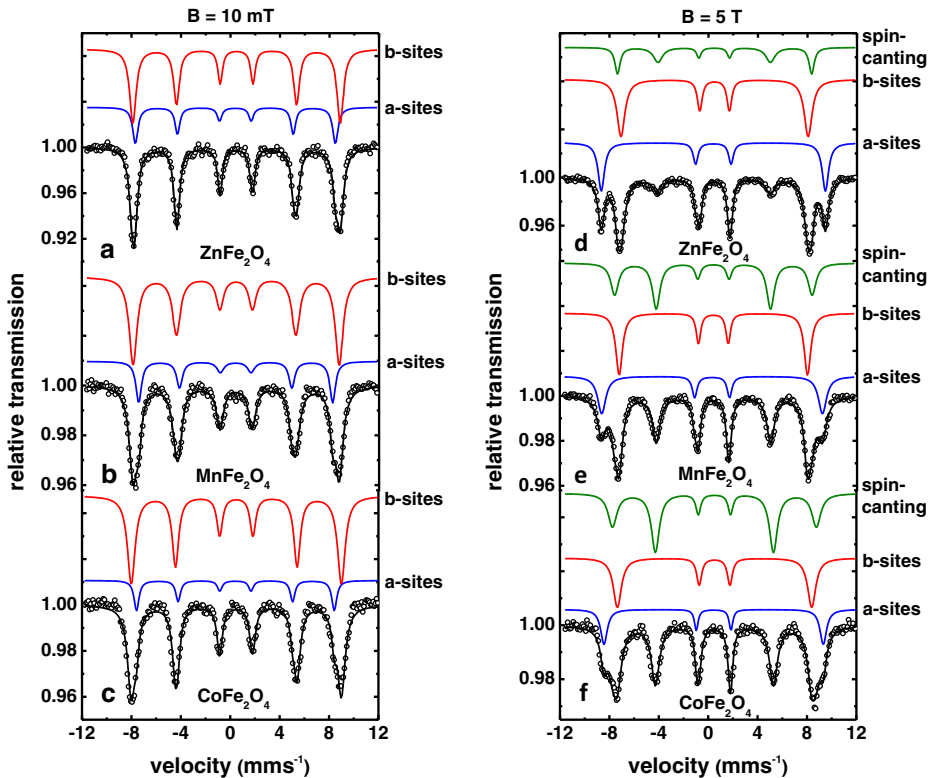 B = 10 mT
b-sites
a-sites
1.00
0.96
0.92
a
ZnFe2O4
b-sites
a-sites
1.00
0.98
0.96
b
MnFe2O4
b-sites
a-sites
1.00
0.98
0.96
c
CoFe2O4
-12 -8 -4 0 4 8 12
velocity (mms-1)
relative transmission
B = 5 T
spin-
canting
b-sites
a-sites
1.00
0.96
d
ZnFe2O4
spin-
canting
b-sites
a-sites
1.00
0.98
0.96
e
MnFe2O4
spin-
canting
b-sites
a-sites
1.00
0.98
f
CoFe2O4
-12 -8 -4 0 4 8 12
velocity (mms-1)
relative transmission